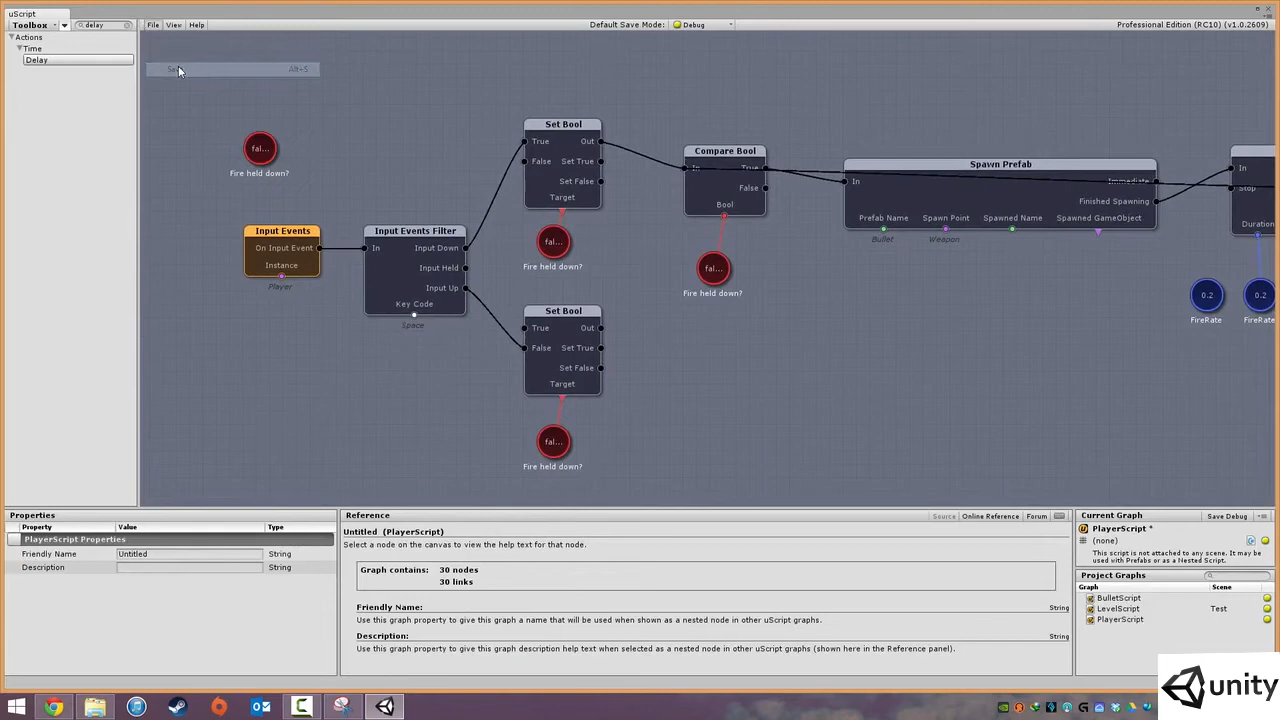 uScript
Toolbox
delay
File
View
Help
Default Save Mode:
Debug
Professional Edition (RC10) (v1.0.2609)
Actions
Time
Delay
Alt+S
fal...
Fire held down?
Input Events
On Input Event
Instance
Player
Input Events Filter
In
Input Down
Input Held
Input Up
Key Code
Space
Set Bool
True
Out
False
Set True
Set False
Target
fal...
Fire held down?
Set Bool
True
Out
False
Set True
Set False
Target
fal...
Fire held down?
Compare Bool
In
True
False
Bool
fal...
Fire held down?
Spawn Prefab
In
Immediate
Finished Spawning
Prefab Name
Spawn Point
Spawned Name
Spawned GameObject
Bullet
Weapon
In
Stop
Duration
0.2
FireRate
0.2
FireRate
Properties
Property
Value
Type
PlayerScript Properties
Friendly Name
Untitled
String
Description
String
Reference
Source
Online Reference
Forum
Untitled (PlayerScript)
Select a node on the canvas to view the help text for that node.
Graph contains:
30 nodes
30 links
Friendly Name:
String
Use this graph property to give this graph a name that will be used when shown as a nested node in other uScript graphs.
Description:
String
Use this graph property to give this graph description help text when selected as a nested node in other uScript graphs (shown here in the Reference panel).
Current Graph
Save Debug
PlayerScript *
(none)
This script is not attached to any scene. It may be
used with Prefabs or as a Nested Script.
Project Graphs
Graph
Scene
BulletScript
LevelScript
Test
PlayerScript
unity